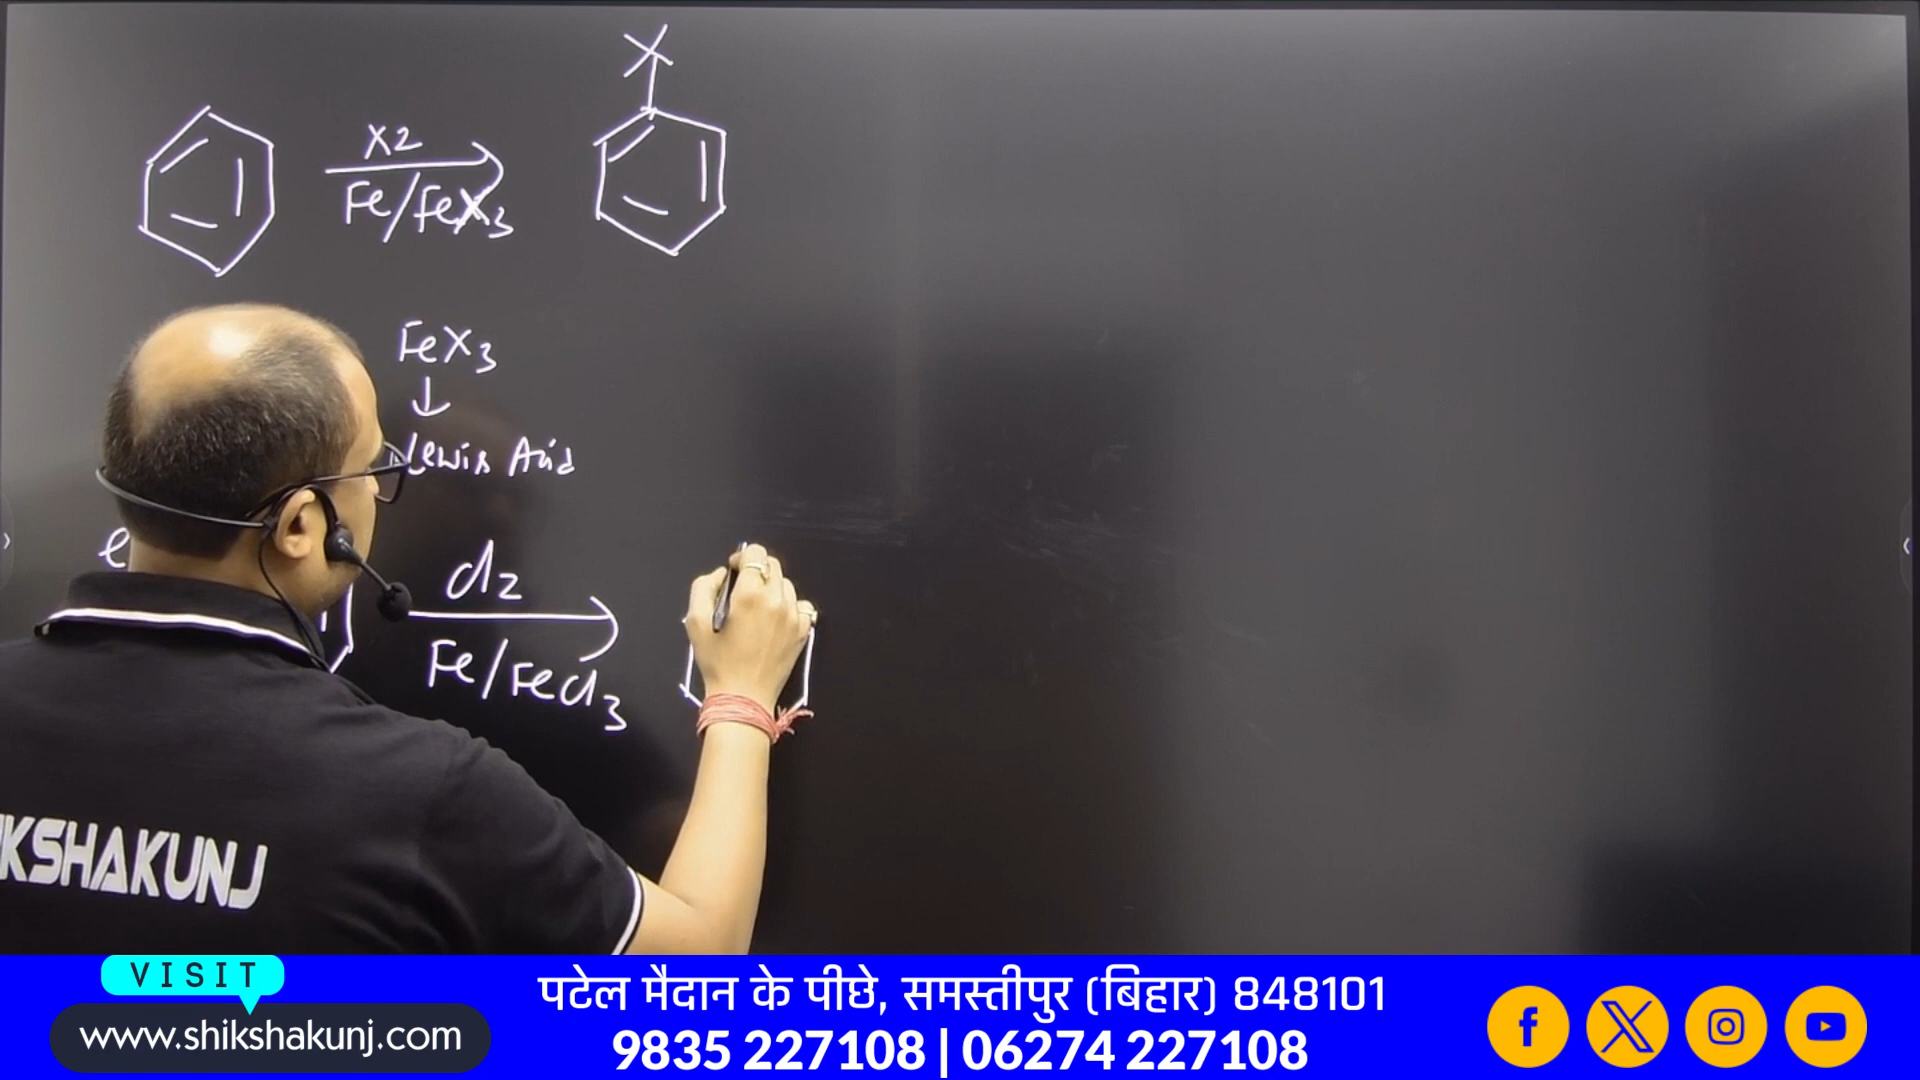 X
X2
Fe/FeX3
FeX3
↓
Lewis Acid
e
Cl2
Fe/FeCl3
KSHAKUNJ
VISIT
www.shikshakunj.com
पटेल मैदान के पीछे, समस्तीपुर (बिहार) 848101
9835 227108 | 06274 227108